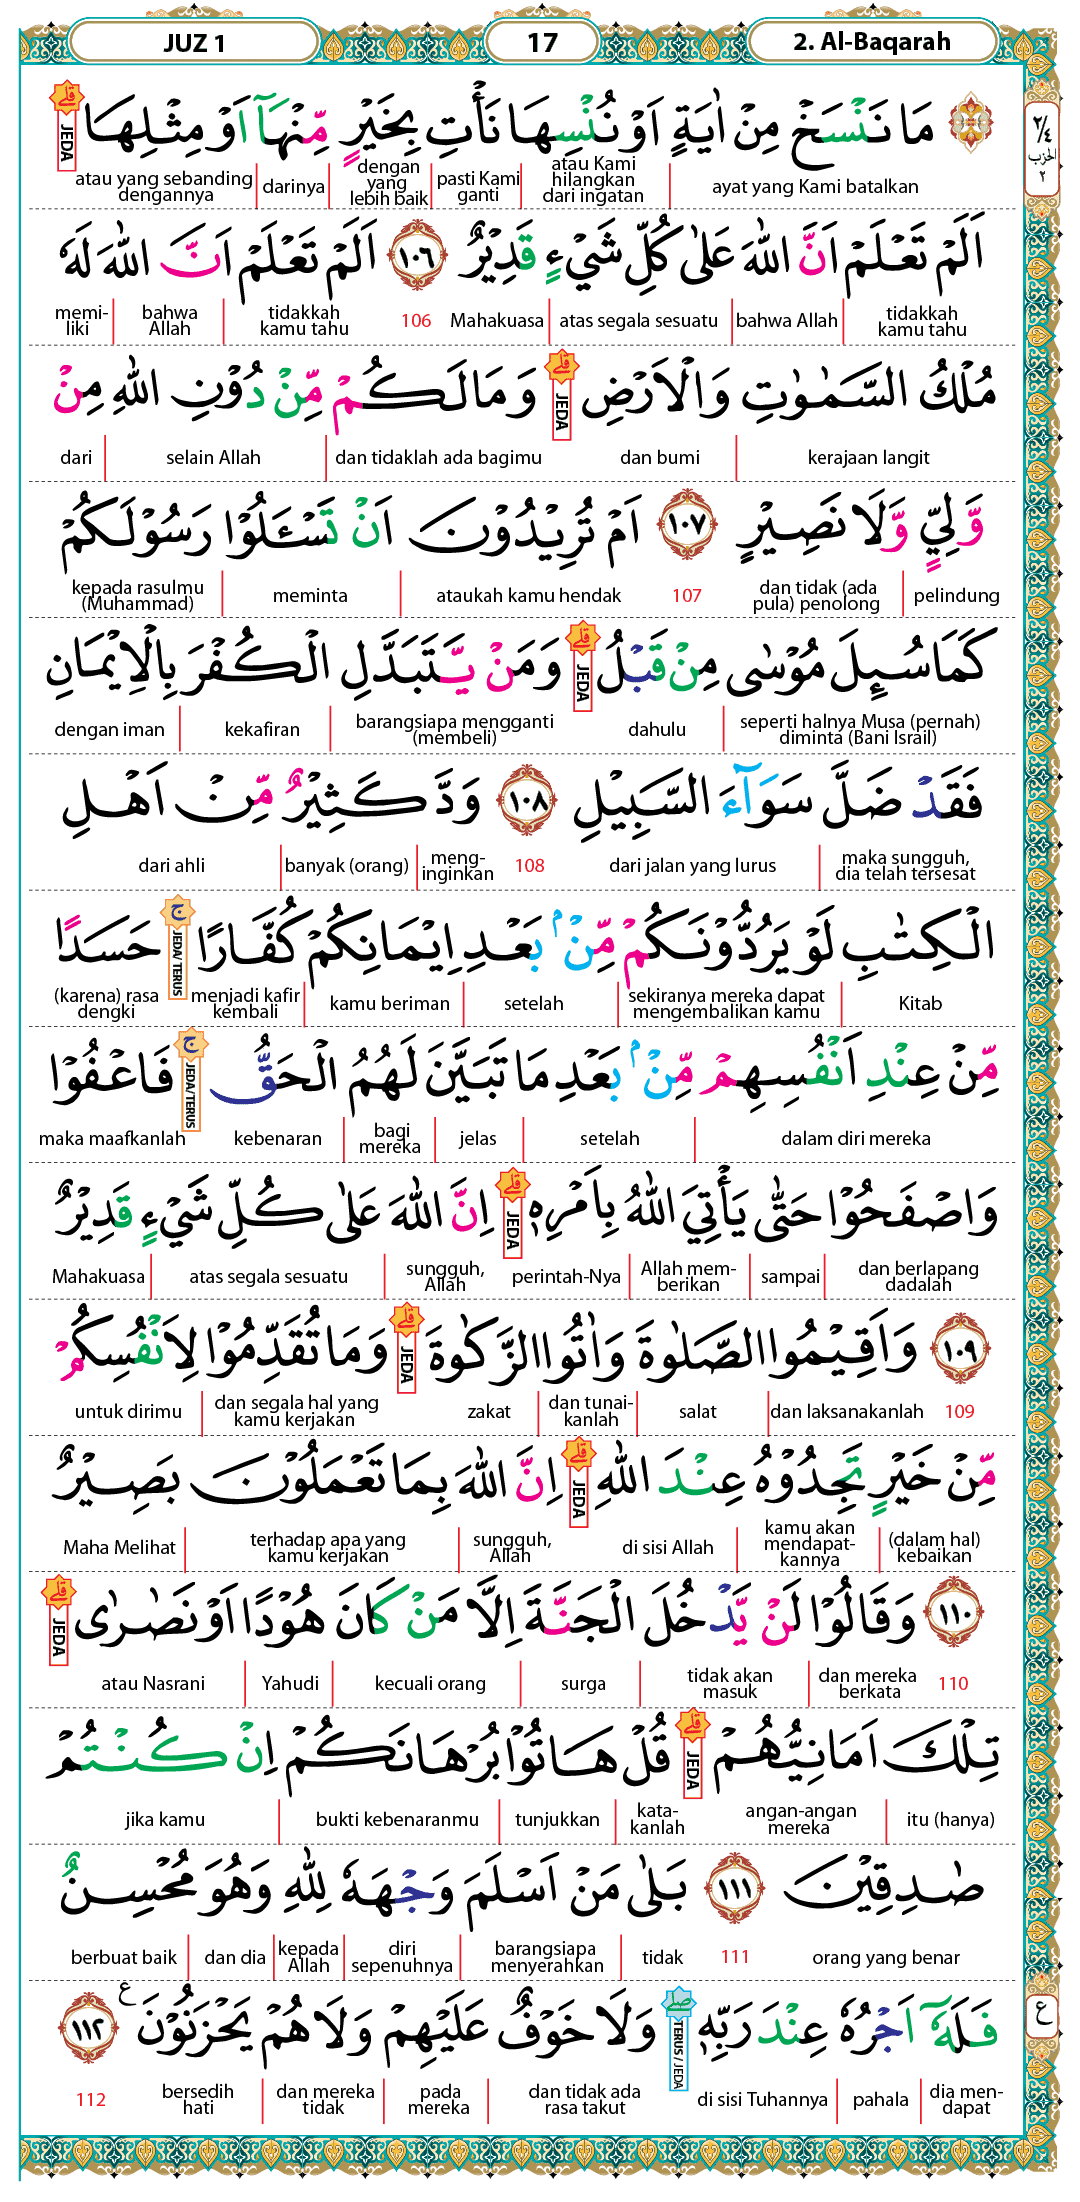 JUZ 1
17
2. Al-Baqarah
٢/٤
الحزب
٢
مَا نَنْسَخْ مِنْ اٰيَةٍ اَوْ نُنْسِهَا نَأْتِ بِخَيْرٍ مِّنْهَآ اَوْ مِثْلِهَا ۗ
JEDA
ayat yang Kami batalkan
atau Kami hilangkan dari ingatan
pasti Kami ganti
dengan yang lebih baik
darinya
atau yang sebanding dengannya
اَلَمْ تَعْلَمْ اَنَّ اللّٰهَ عَلٰى كُلِّ شَيْءٍ قَدِيْرٌ ١٠٦ اَلَمْ تَعْلَمْ اَنَّ اللّٰهَ لَهٗ
tidakkah kamu tahu
bahwa Allah
atas segala sesuatu
Mahakuasa
106
tidakkah kamu tahu
bahwa Allah
memi-liki
مُلْكُ السَّمٰوٰتِ وَالْاَرْضِ ۗ وَمَا لَكُمْ مِّنْ دُوْنِ اللّٰهِ مِنْ
JEDA
kerajaan langit
dan bumi
dan tidaklah ada bagimu
selain Allah
dari
وَّلِيٍّ وَّلَا نَصِيْرٍ ١٠٧ اَمْ تُرِيْدُوْنَ اَنْ تَسْـَٔلُوْا رَسُوْلَكُمْ
pelindung
dan tidak (ada pula) penolong
107
ataukah kamu hendak
meminta
kepada rasulmu (Muhammad)
كَمَا سُىِٕلَ مُوْسٰى مِنْ قَبْلُ ۗ وَمَنْ يَّتَبَدَّلِ الْكُفْرَ بِالْاِيْمَانِ
JEDA
seperti halnya Musa (pernah) diminta (Bani Israil)
dahulu
barangsiapa mengganti (membeli)
kekafiran
dengan iman
فَقَدْ ضَلَّ سَوَاۤءَ السَّبِيْلِ ١٠٨ وَدَّ كَثِيْرٌ مِّنْ اَهْلِ
maka sungguh, dia telah tersesat
dari jalan yang lurus
108
meng-inginkan
banyak (orang)
dari ahli
الْكِتٰبِ لَوْ يَرُدُّوْنَكُمْ مِّنْۢ بَعْدِ اِيْمَانِكُمْ كُفَّارًا ۚ حَسَدًا
JEDA/ TERUS
Kitab
sekiranya mereka dapat mengembalikan kamu
setelah
kamu beriman
menjadi kafir kembali
(karena) rasa dengki
مِّنْ عِنْدِ اَنْفُسِهِمْ مِّنْۢ بَعْدِ مَا تَبَيَّنَ لَهُمُ الْحَقُّ ۚ فَاعْفُوْا
JEDA/TERUS
dalam diri mereka
setelah
jelas
bagi mereka
kebenaran
maka maafkanlah
وَاصْفَحُوْا حَتّٰى يَأْتِيَ اللّٰهُ بِاَمْرِهٖ ۗ اِنَّ اللّٰهَ عَلٰى كُلِّ شَيْءٍ قَدِيْرٌ
JEDA
dan berlapang dadalah
sampai
Allah mem-berikan
perintah-Nya
sungguh, Allah
atas segala sesuatu
Mahakuasa
١٠٩ وَاَقِيْمُوا الصَّلٰوةَ وَاٰتُوا الزَّكٰوةَ ۗ وَمَا تُقَدِّمُوْا لِاَنْفُسِكُمْ
JEDA
109
dan laksanakanlah
salat
dan tunai-kanlah
zakat
dan segala hal yang kamu kerjakan
untuk dirimu
مِّنْ خَيْرٍ تَجِدُوْهُ عِنْدَ اللّٰهِ ۗ اِنَّ اللّٰهَ بِمَا تَعْمَلُوْنَ بَصِيْرٌ
JEDA
(dalam hal) kebaikan
kamu akan mendapat-kannya
di sisi Allah
sungguh, Allah
terhadap apa yang kamu kerjakan
Maha Melihat
١١٠ وَقَالُوْا لَنْ يَّدْخُلَ الْجَنَّةَ اِلَّا مَنْ كَانَ هُوْدًا اَوْ نَصٰرٰى ۗ
JEDA
110
dan mereka berkata
tidak akan masuk
surga
kecuali orang
Yahudi
atau Nasrani
تِلْكَ اَمَانِيُّهُمْ ۗ قُلْ هَاتُوْا بُرْهَانَكُمْ اِنْ كُنْتُمْ
JEDA
itu (hanya)
angan-angan mereka
kata-kanlah
tunjukkan
bukti kebenaranmu
jika kamu
صٰدِقِيْنَ ١١١ بَلٰى مَنْ اَسْلَمَ وَجْهَهٗ لِلّٰهِ وَهُوَ مُحْسِنٌ
orang yang benar
111
tidak
barangsiapa menyerahkan
diri sepenuhnya
kepada Allah
dan dia
berbuat baik
فَلَهٗٓ اَجْرُهٗ عِنْدَ رَبِّهٖ ۖ وَلَا خَوْفٌ عَلَيْهِمْ وَلَا هُمْ يَحْزَنُوْنَ ࣖ ١١٢
TERUS / JEDA
ع
dia men-dapat
pahala
di sisi Tuhannya
dan tidak ada rasa takut
pada mereka
dan mereka tidak
bersedih hati
112